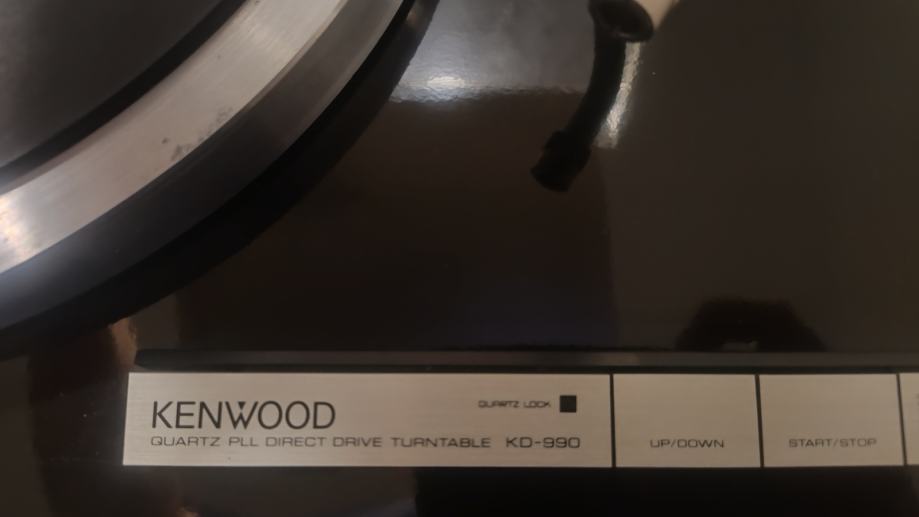 QUARTZ LOCK
KENWOOD
QUARTZ PLL DIRECT DRIVE TURNTABLE KD-990
UP/DOWN
START/STOP